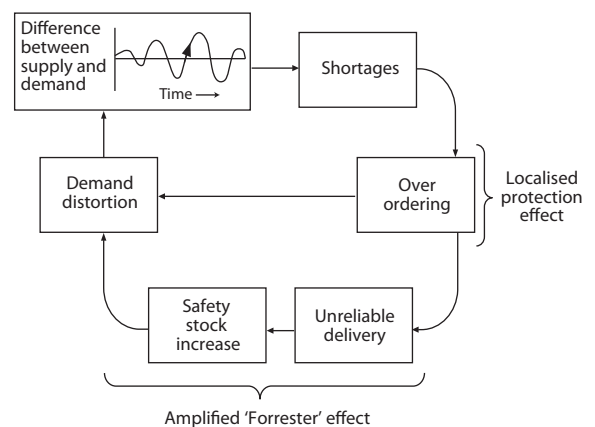 Difference
between
supply and
demand
Time
Shortages
Demand
distortion
Over
ordering
Localised
protection
effect
Safety
stock
increase
Unreliable
delivery
Amplified 'Forrester' effect